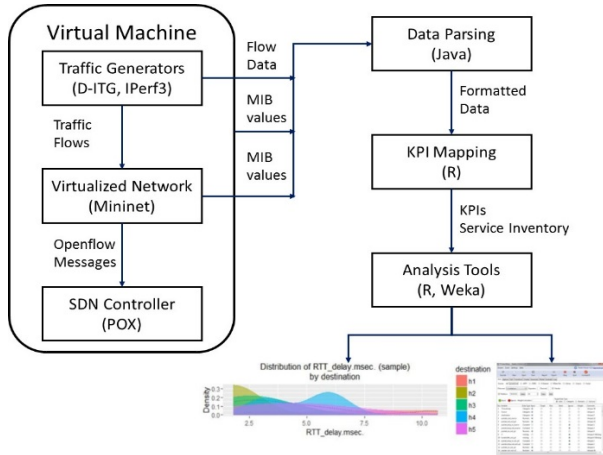 Virtual Machine
Traffic Generators
(D-ITG, IPerf3)
Traffic
Flows
Virtualized Network
(Mininet)
Openflow
Messages
SDN Controller
(POX)
Flow
Data
MIB
values
MIB
values
Data Parsing
(Java)
Formatted
Data
KPI Mapping
(R)
KPIs
Service Inventory
Analysis Tools
(R, Weka)
Distribution of RTT_delay.msec. (sample)
by destination
Density
0.3
0.2
0.1
0.0
2.5
5.0
7.5
10.0
RTT_delay.msec.
destination
h1
h2
h3
h4
h5